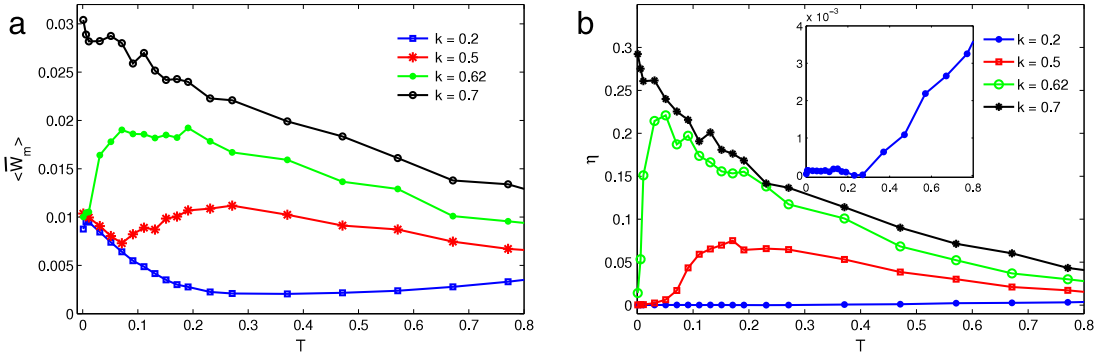 a
0.03
0.025
0.02
0.015
0.01
0.005
0
<W̅m>
k = 0.2
k = 0.5
k = 0.62
k = 0.7
0 0.1 0.2 0.3 0.4 0.5 0.6 0.7 0.8
T
b
0.3
0.25
0.2
0.15
0.1
0.05
0
η
4 x 10⁻³
3
2
1
0
0 0.2 0.4 0.6 0.8
k = 0.2
k = 0.5
k = 0.62
k = 0.7
0 0.1 0.2 0.3 0.4 0.5 0.6 0.7 0.8
T